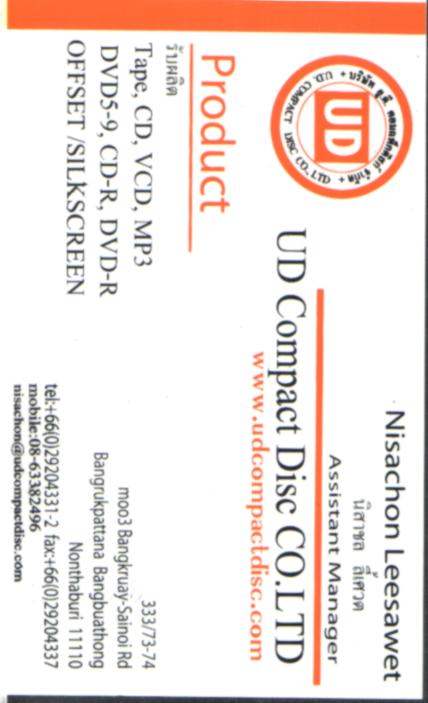 Nisachon Leesawet
นิสาชล ลี้เศวต
Assistant Manager
บริษัท ยู.ดี. คอมแพ็คดิสก์ จำกัด
U.D. COMPACT DISC CO., LTD
UD
UD Compact Disc CO.LTD
www.udcompactdisc.com
Product
รับผลิต
Tape, CD, VCD, MP3
DVD5-9, CD-R, DVD-R
OFFSET /SILKSCREEN
333/73-74
moo3 Bangkruay-Sainoi Rd
Bangrukpattana Bangbuathong
Nonthaburi 11110
tel:+66(0)29204331-2 fax:+66(0)29204337
mobile:08-63382496
nisachon@udcompactdisc.com